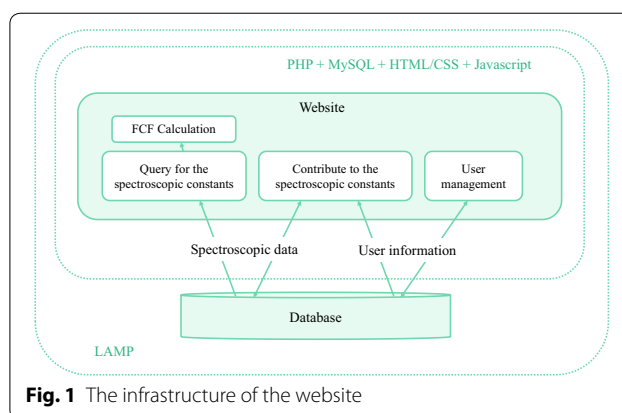 PHP + MySQL + HTML/CSS + Javascript
Website
FCF Calculation
Query for the
spectroscopic constants
Contribute to the
spectroscopic constants
User
management
Spectroscopic data
User information
Database
LAMP
Fig. 1 The infrastructure of the website